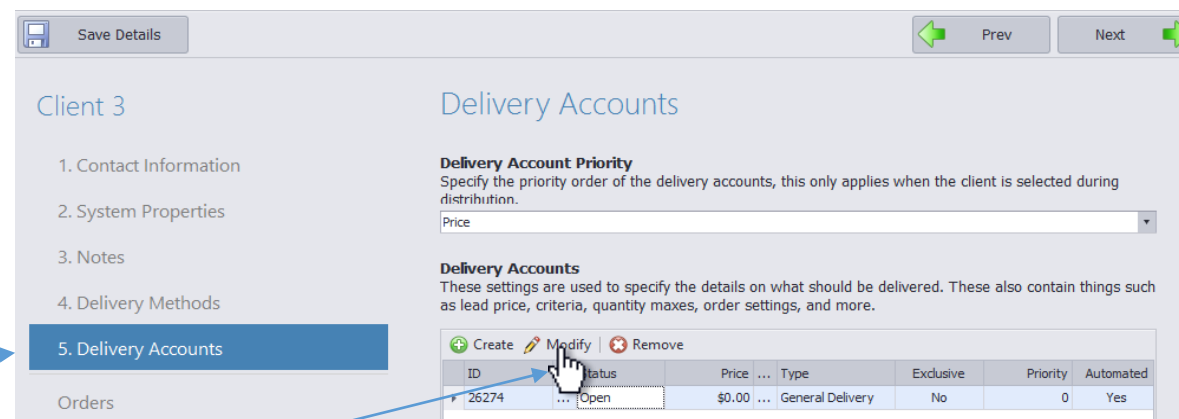 Save Details
Prev
Next
Client 3
1. Contact Information
2. System Properties
3. Notes
4. Delivery Methods
5. Delivery Accounts
Orders
Delivery Accounts
Delivery Account Priority
Specify the priority order of the delivery accounts, this only applies when the client is selected during
distribution.
Price
Delivery Accounts
These settings are used to specify the details on what should be delivered. These also contain things such
as lead price, criteria, quantity maxes, order settings, and more.
Create Modify | Remove
ID Status Price ... Type Exclusive Priority Automated
26274 ... Open $0.00 ... General Delivery No 0 Yes